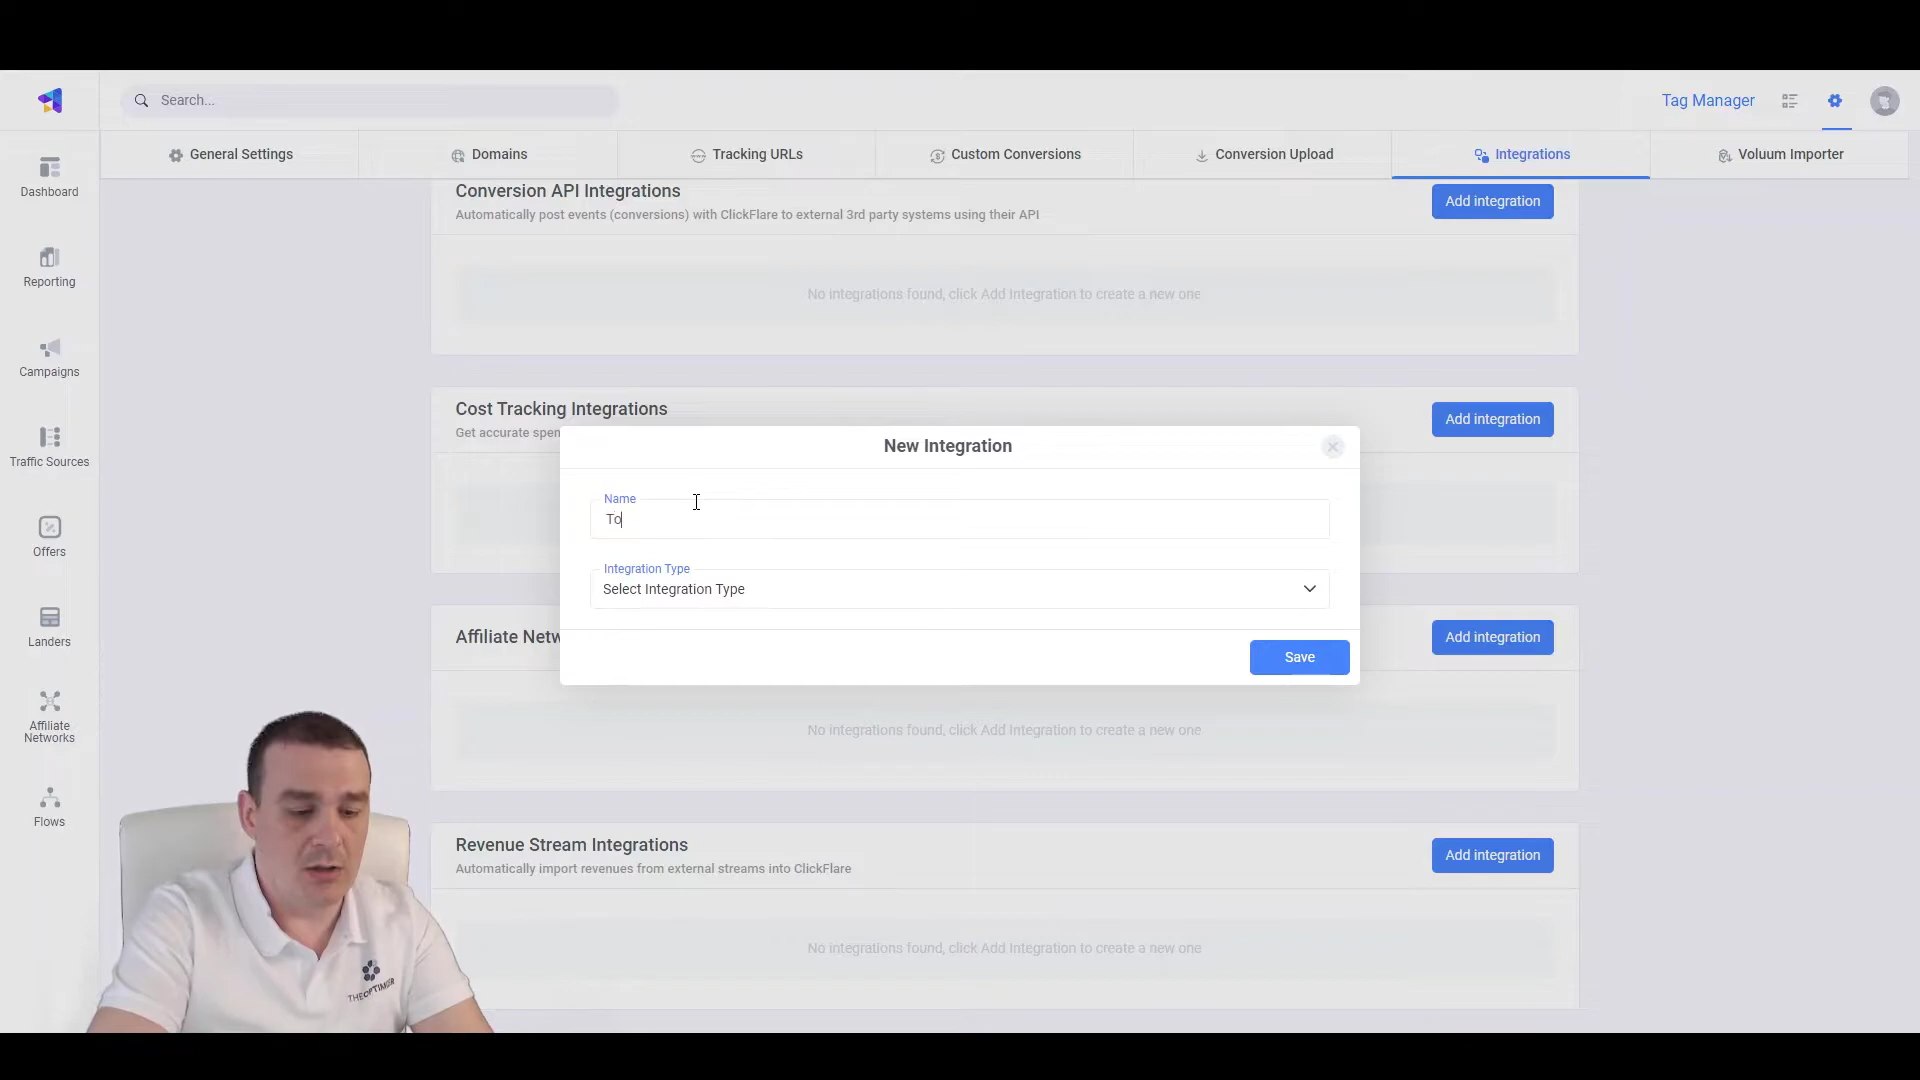 Search...
Tag Manager
General Settings
Domains
Tracking URLs
Custom Conversions
Conversion Upload
Integrations
Voluum Importer
Dashboard
Reporting
Campaigns
Traffic Sources
Offers
Landers
Affiliate
Networks
Flows
Conversion API Integrations
Automatically post events (conversions) with ClickFlare to external 3rd party systems using their API
Add integration
No integrations found, click Add Integration to create a new one
Cost Tracking Integrations
Get accurate spen
Add integration
New Integration
Name
To
Integration Type
Select Integration Type
Save
Affiliate Netw
Add integration
No integrations found, click Add Integration to create a new one
Revenue Stream Integrations
Automatically import revenues from external streams into ClickFlare
Add integration
No integrations found, click Add Integration to create a new one
THEOPTIMIZER